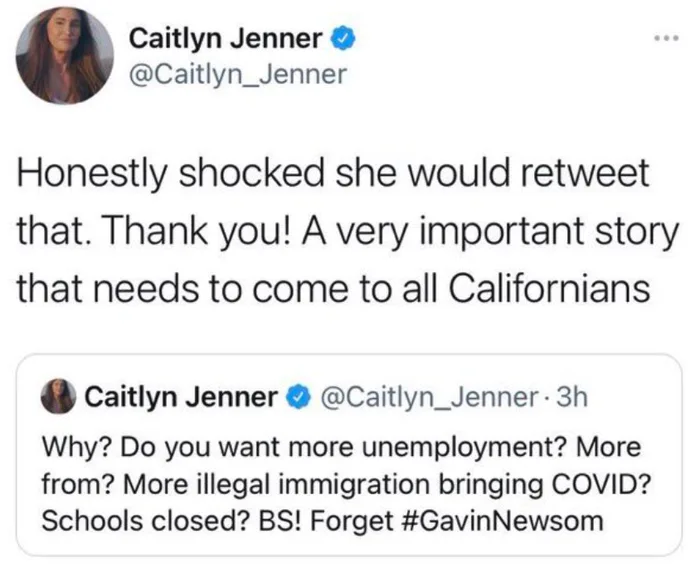 Caitlyn Jenner
@Caitlyn_Jenner
Honestly shocked she would retweet
that. Thank you! A very important story
that needs to come to all Californians
Caitlyn Jenner @Caitlyn_Jenner · 3h
Why? Do you want more unemployment? More
from? More illegal immigration bringing COVID?
Schools closed? BS! Forget #GavinNewsom